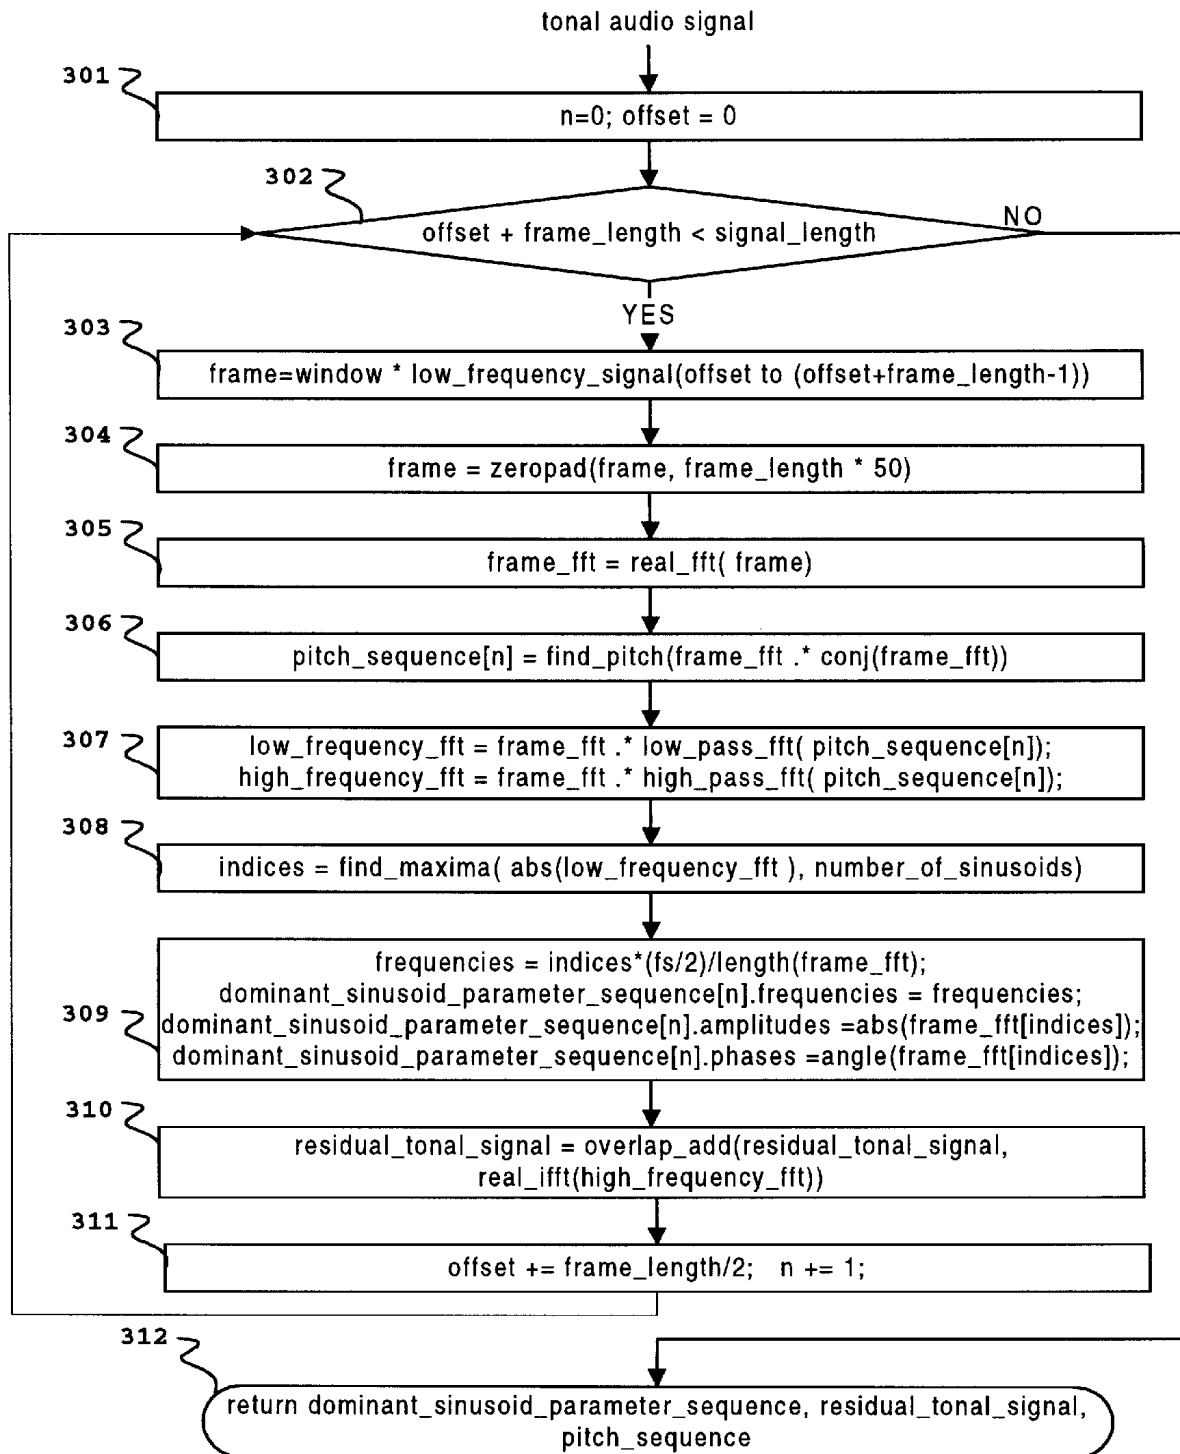 tonal audio signal
301
n=0; offset = 0
302
offset + frame_length < signal_length
NO
YES
303
frame=window * low_frequency_signal(offset to (offset+frame_length-1))
304
frame = zeropad(frame, frame_length * 50)
305
frame_fft = real_fft( frame)
306
pitch_sequence[n] = find_pitch(frame_fft .* conj(frame_fft))
307
low_frequency_fft = frame_fft .* low_pass_fft( pitch_sequence[n]);
high_frequency_fft = frame_fft .* high_pass_fft( pitch_sequence[n]);
308
indices = find_maxima( abs(low_frequency_fft ), number_of_sinusoids)
309
frequencies = indices*(fs/2)/length(frame_fft);
dominant_sinusoid_parameter_sequence[n].frequencies = frequencies;
dominant_sinusoid_parameter_sequence[n].amplitudes =abs(frame_fft[indices]);
dominant_sinusoid_parameter_sequence[n].phases =angle(frame_fft[indices]);
310
residual_tonal_signal = overlap_add(residual_tonal_signal,
real_ifft(high_frequency_fft))
311
offset += frame_length/2; n += 1;
312
return dominant_sinusoid_parameter_sequence, residual_tonal_signal,
pitch_sequence